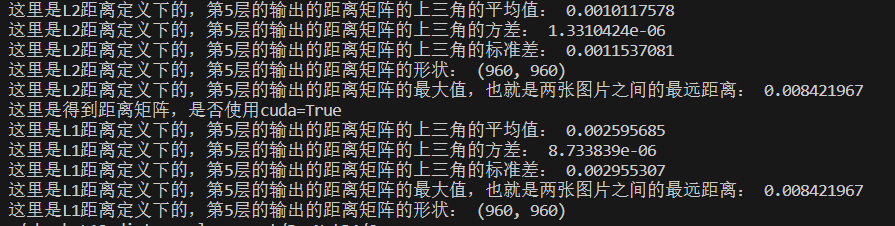 这里是L2距离定义下的，第5层的输出的距离矩阵的上三角的平均值： 0.0010117578
这里是L2距离定义下的，第5层的输出的距离矩阵的上三角的方差： 1.3310424e-06
这里是L2距离定义下的，第5层的输出的距离矩阵的上三角的标准差： 0.0011537081
这里是L2距离定义下的，第5层的输出的距离矩阵的形状： (960, 960)
这里是L2距离定义下的，第5层的输出的距离矩阵的最大值，也就是两张图片之间的最远距离： 0.008421967
这里是得到距离矩阵，是否使用cuda=True
这里是L1距离定义下的，第5层的输出的距离矩阵的上三角的平均值： 0.002595685
这里是L1距离定义下的，第5层的输出的距离矩阵的上三角的方差： 8.733839e-06
这里是L1距离定义下的，第5层的输出的距离矩阵的上三角的标准差： 0.002955307
这里是L1距离定义下的，第5层的输出的距离矩阵的最大值，也就是两张图片之间的最远距离： 0.008421967
这里是L1距离定义下的，第5层的输出的距离矩阵的形状： (960, 960)